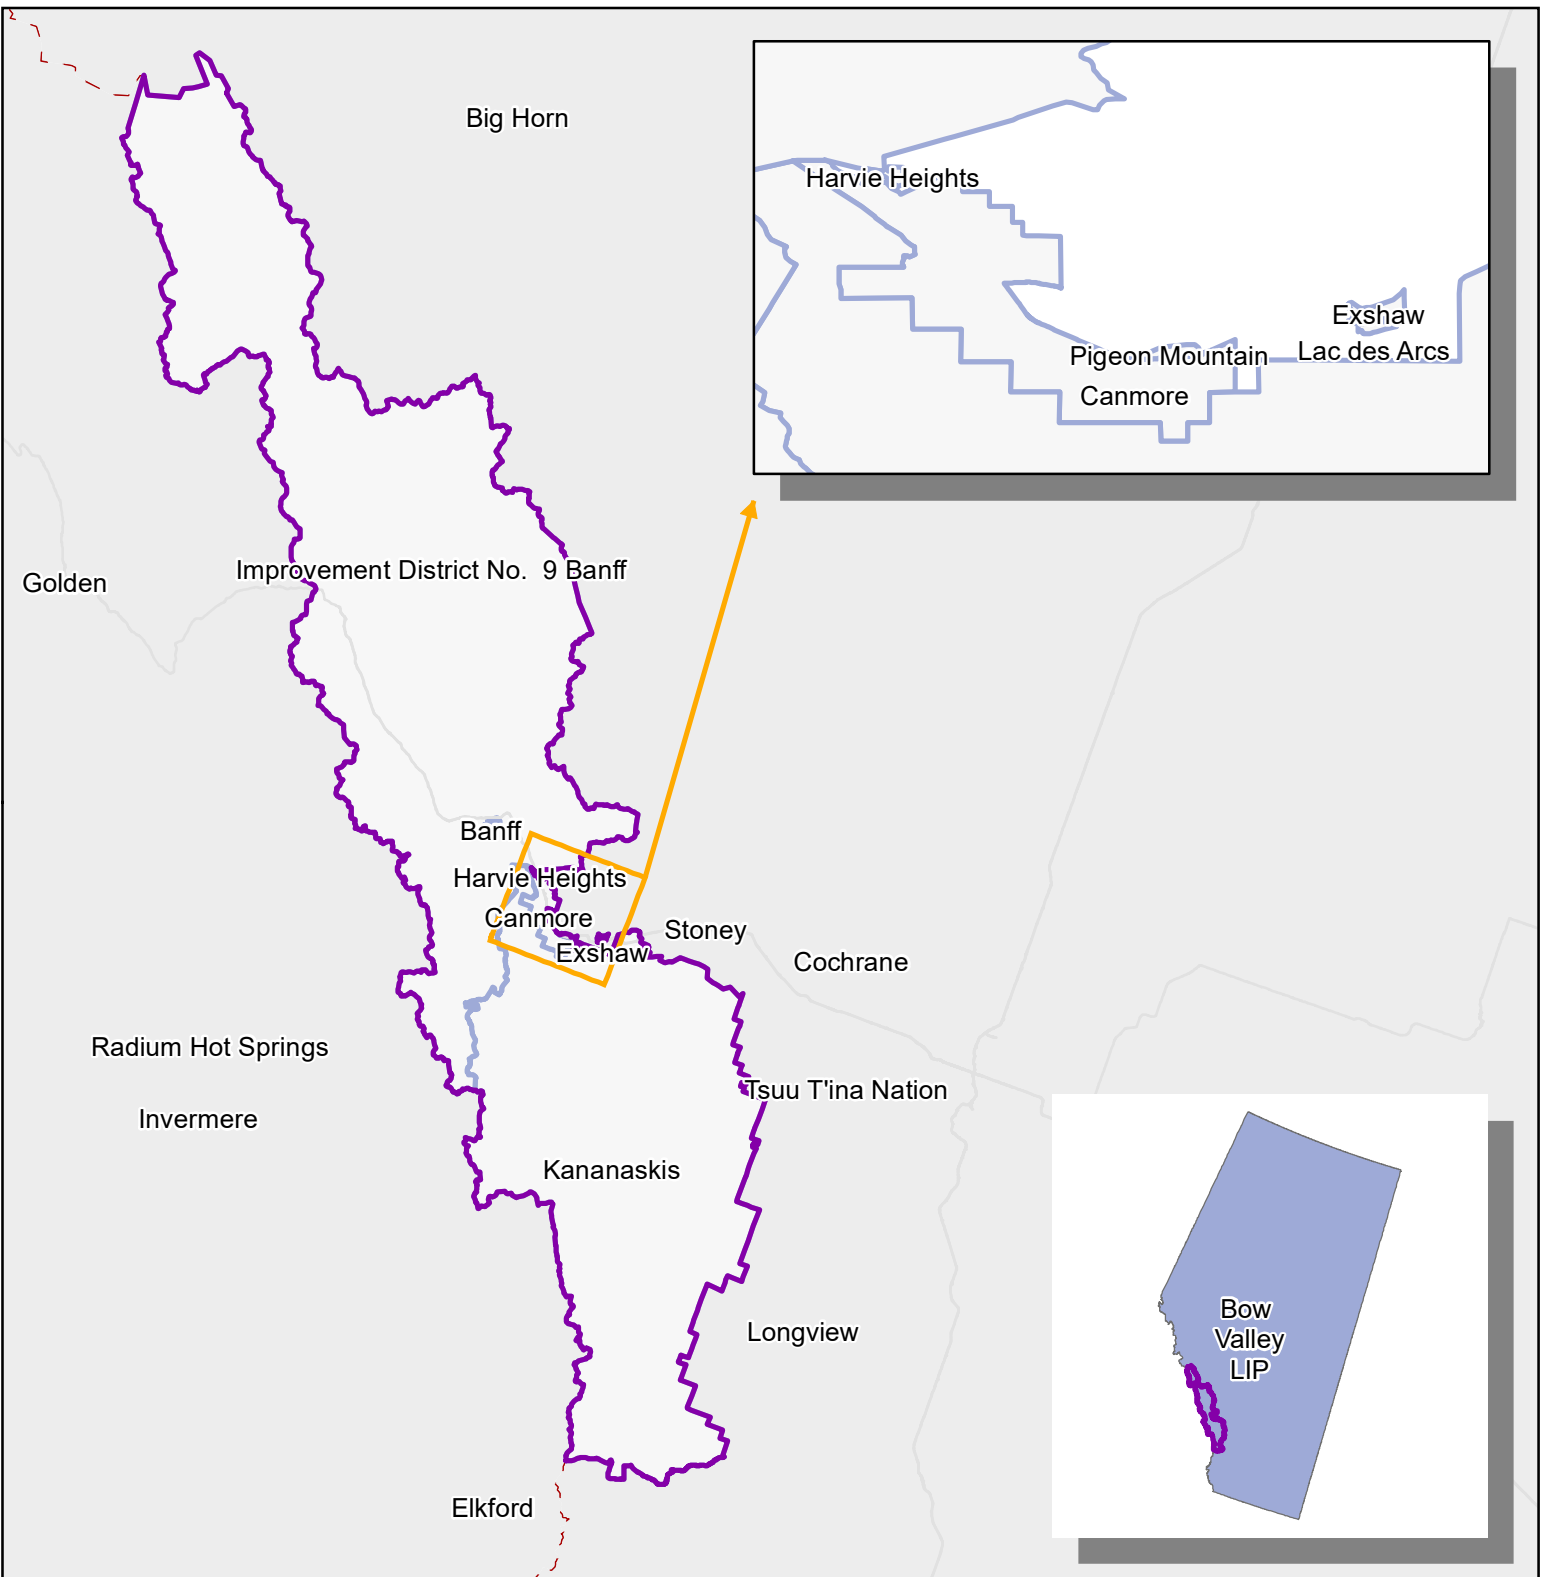 Big Horn
Harvie Heights
Exshaw
Lac des Arcs
Pigeon Mountain
Canmore
Improvement District No.  9 Banff
Golden
Banff
Harvie Heights
Canmore
Stoney
Exshaw
Cochrane
Radium Hot Springs
Tsuu T'ina Nation
Invermere
Kananaskis
Longview
Bow
Valley
LIP
Elkford